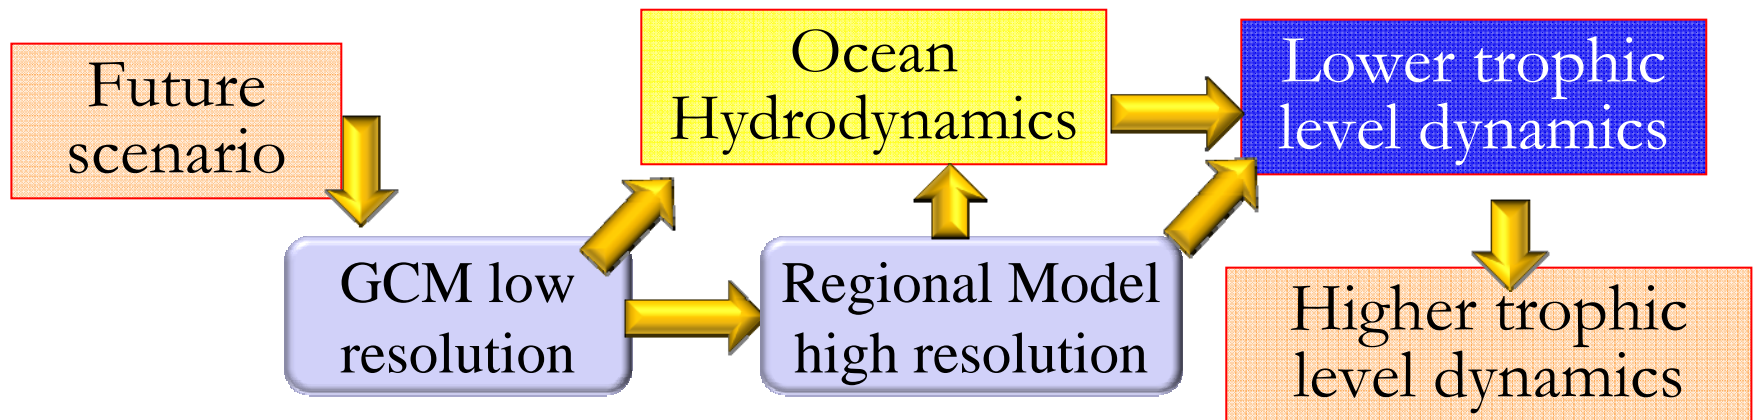 Future
scenario
GCM low
resolution
Ocean
Hydrodynamics
Regional Model
high resolution
Lower trophic
level dynamics
Higher trophic
level dynamics